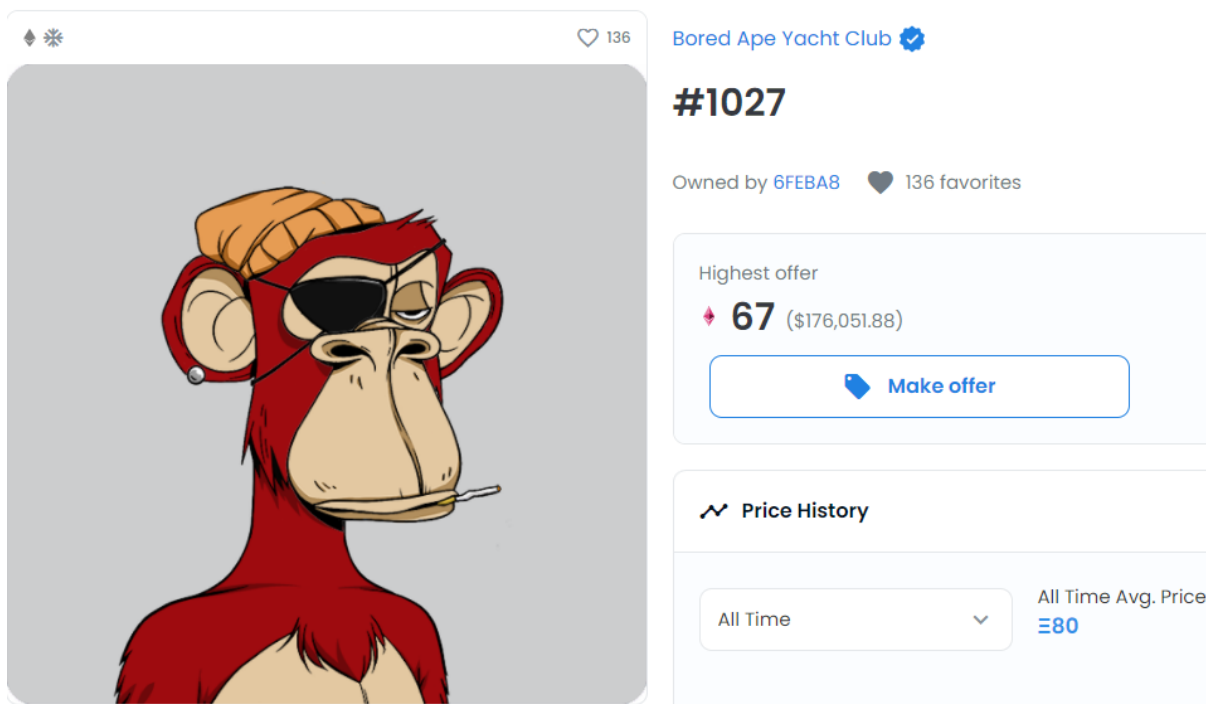 136
Bored Ape Yacht Club
#1027
Owned by 6FEBA8 136 favorites
Highest offer
67 ($176,051.88)
Make offer
Price History
All Time
All Time Avg. Price
Ξ80